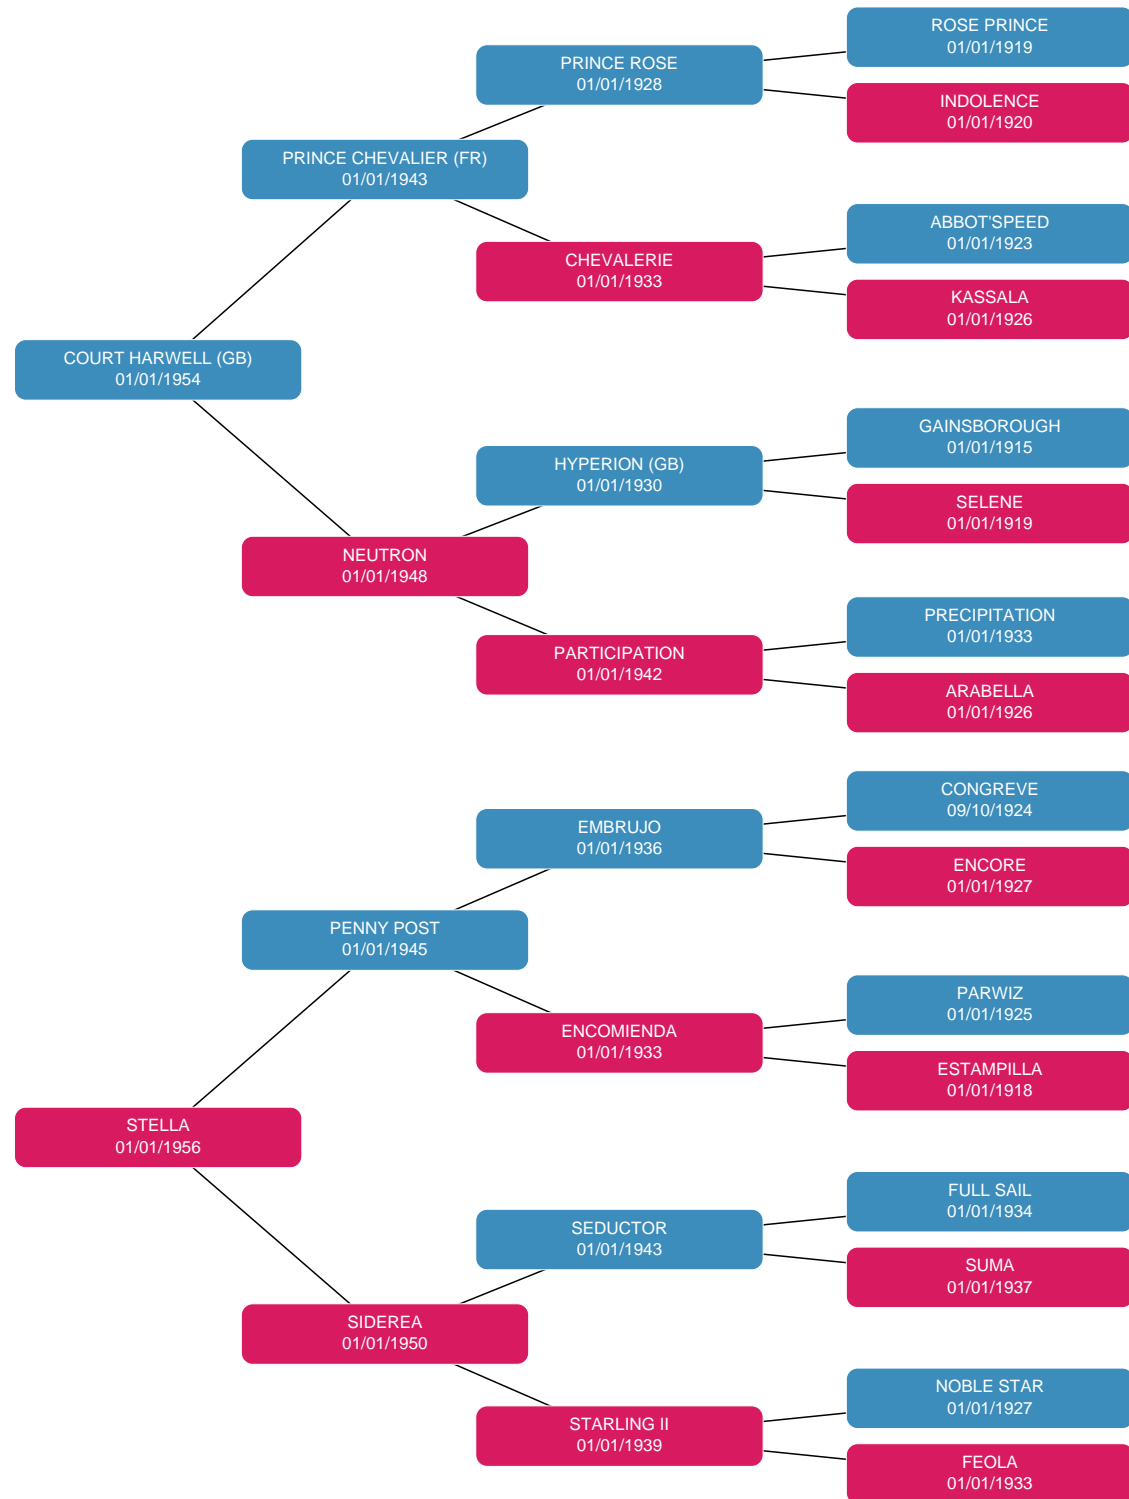 ROSE PRINCE
01/01/1919
PRINCE ROSE
01/01/1928
INDOLENCE
01/01/1920
PRINCE CHEVALIER (FR)
01/01/1943
ABBOT'SPEED
01/01/1923
CHEVALERIE
01/01/1933
KASSALA
01/01/1926
COURT HARWELL (GB)
01/01/1954
GAINSBOROUGH
01/01/1915
HYPERION (GB)
01/01/1930
SELENE
01/01/1919
NEUTRON
01/01/1948
PRECIPITATION
01/01/1933
PARTICIPATION
01/01/1942
ARABELLA
01/01/1926
CONGREVE
09/10/1924
EMBRUJO
01/01/1936
ENCORE
01/01/1927
PENNY POST
01/01/1945
PARWIZ
01/01/1925
ENCOMIENDA
01/01/1933
ESTAMPILLA
01/01/1918
STELLA
01/01/1956
FULL SAIL
01/01/1934
SEDUCTOR
01/01/1943
SUMA
01/01/1937
SIDEREA
01/01/1950
NOBLE STAR
01/01/1927
STARLING II
01/01/1939
FEOLA
01/01/1933